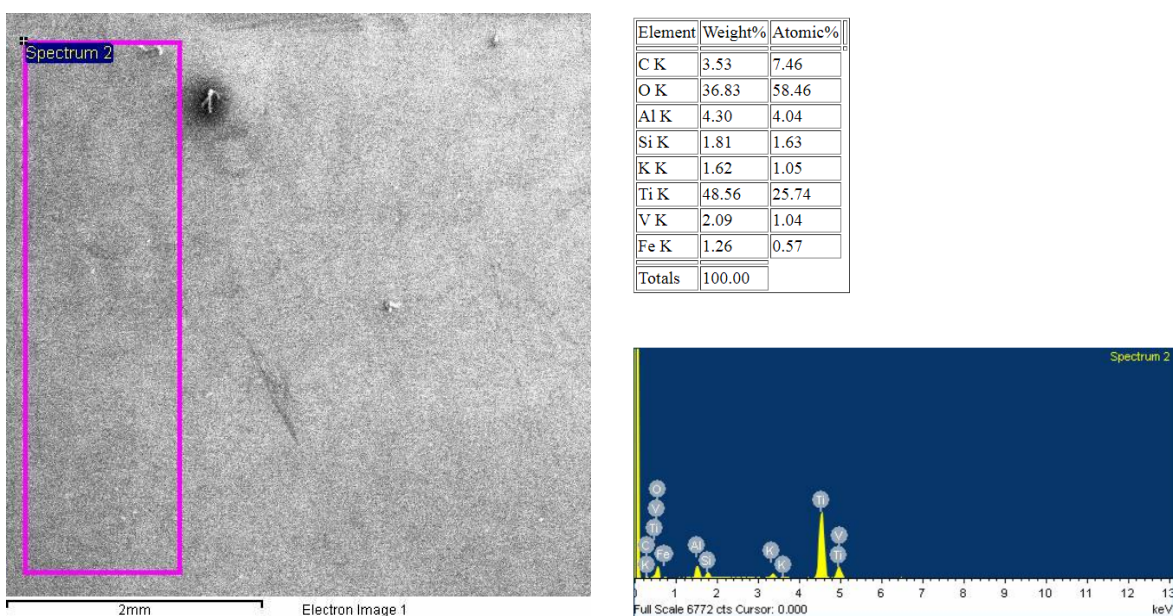 Spectrum 2
2mm
Electron Image 1
Element Weight% Atomic%
C K 3.53 7.46
O K 36.83 58.46
Al K 4.30 4.04
Si K 1.81 1.63
K K 1.62 1.05
Ti K 48.56 25.74
V K 2.09 1.04
Fe K 1.26 0.57
Totals 100.00
Spectrum 2
O
V
Ti
C
Fe
K
Al
Si
K
K
Ti
V
Ti
0 1 2 3 4 5 6 7 8 9 10 11 12 13
Full Scale 6772 cts Cursor: 0.000
keV